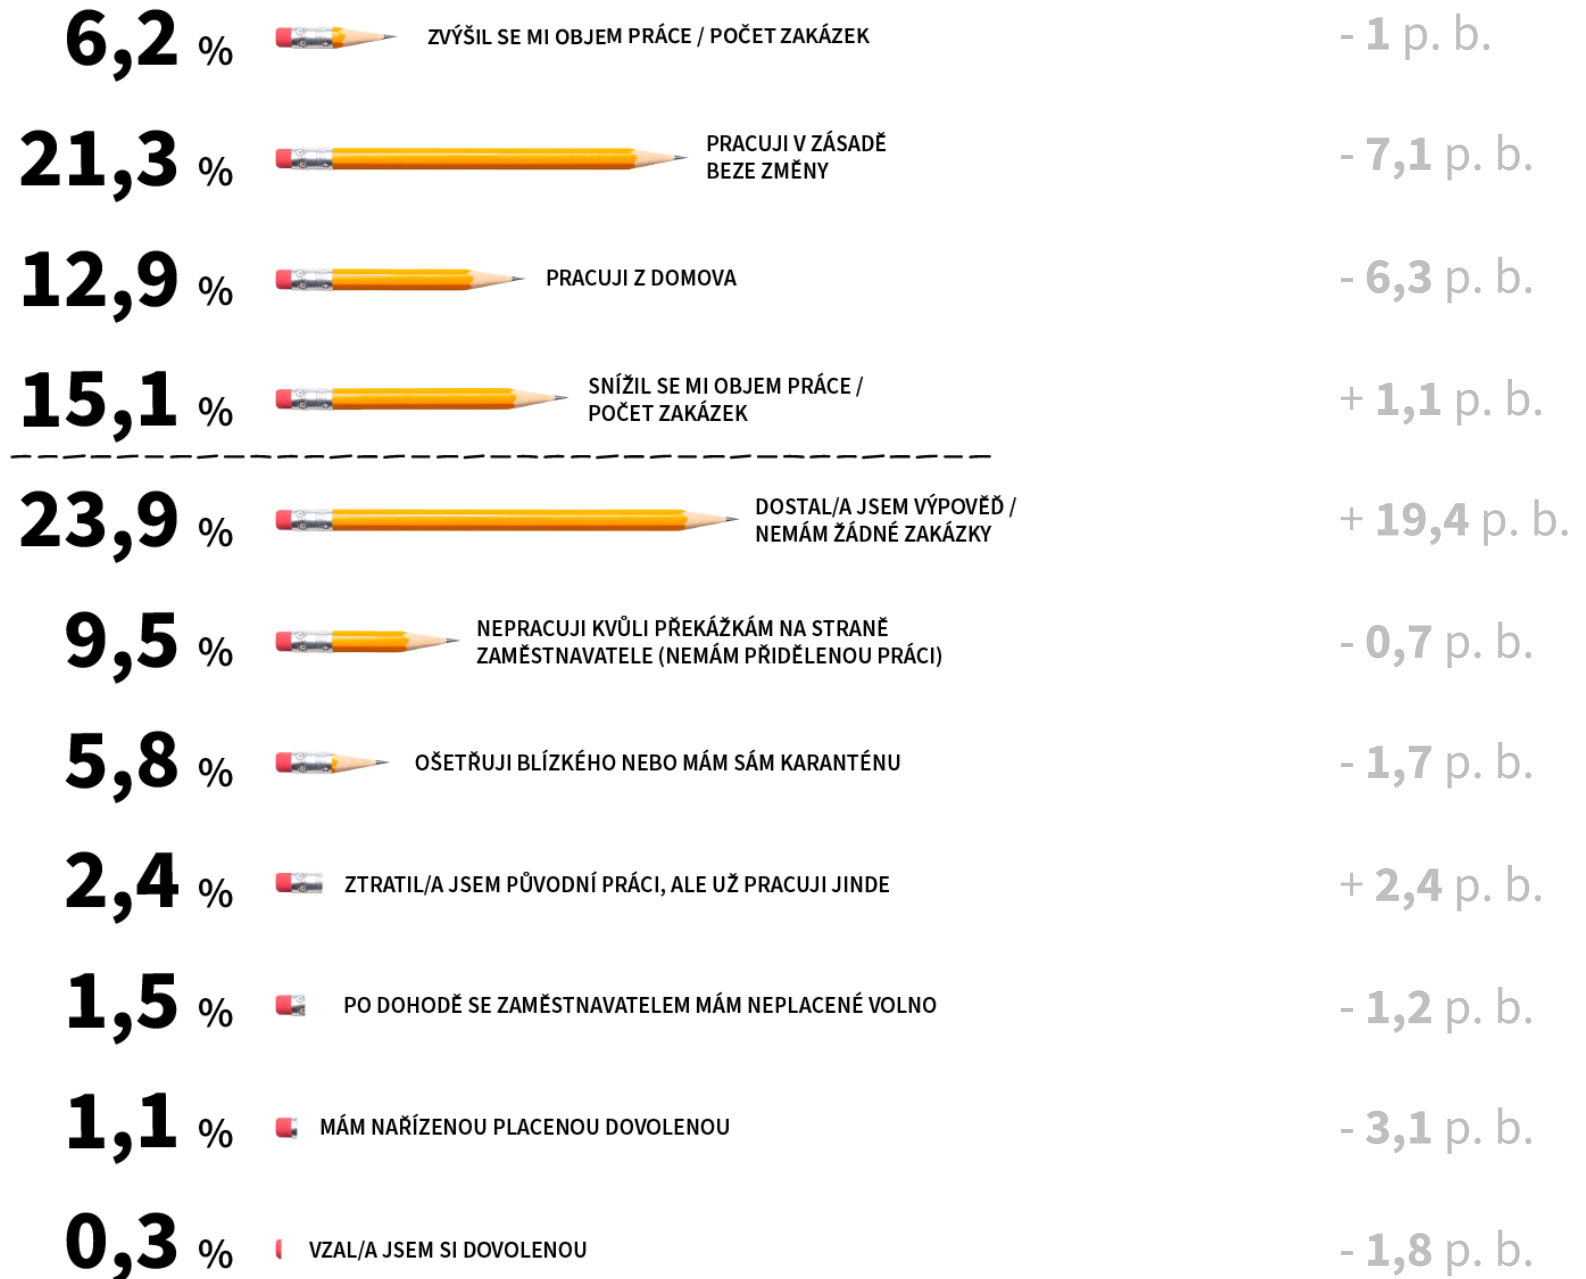 6,2 % ZVÝŠIL SE MI OBJEM PRÁCE / POČET ZAKÁZEK - 1 p. b.
21,3 % PRACUJI V ZÁSADĚ
BEZE ZMĚNY - 7,1 p. b.
12,9 % PRACUJI Z DOMOVA - 6,3 p. b.
15,1 % SNÍŽIL SE MI OBJEM PRÁCE /
POČET ZAKÁZEK + 1,1 p. b.
23,9 % DOSTAL/A JSEM VÝPOVĚĎ /
NEMÁM ŽÁDNÉ ZAKÁZKY + 19,4 p. b.
9,5 % NEPRACUJI KVŮLI PŘEKÁŽKÁM NA STRANĚ
ZAMĚSTNAVATELE (NEMÁM PŘIDĚLENOU PRÁCI) - 0,7 p. b.
5,8 % OŠETŘUJI BLÍZKÉHO NEBO MÁM SÁM KARANTÉNU - 1,7 p. b.
2,4 % ZTRATIL/A JSEM PŮVODNÍ PRÁCI, ALE UŽ PRACUJI JINDE + 2,4 p. b.
1,5 % PO DOHODĚ SE ZAMĚSTNAVATELEM MÁM NEPLACENÉ VOLNO - 1,2 p. b.
1,1 % MÁM NAŘÍZENOU PLACENOU DOVOLENOU - 3,1 p. b.
0,3 % VZAL/A JSEM SI DOVOLENOU - 1,8 p. b.